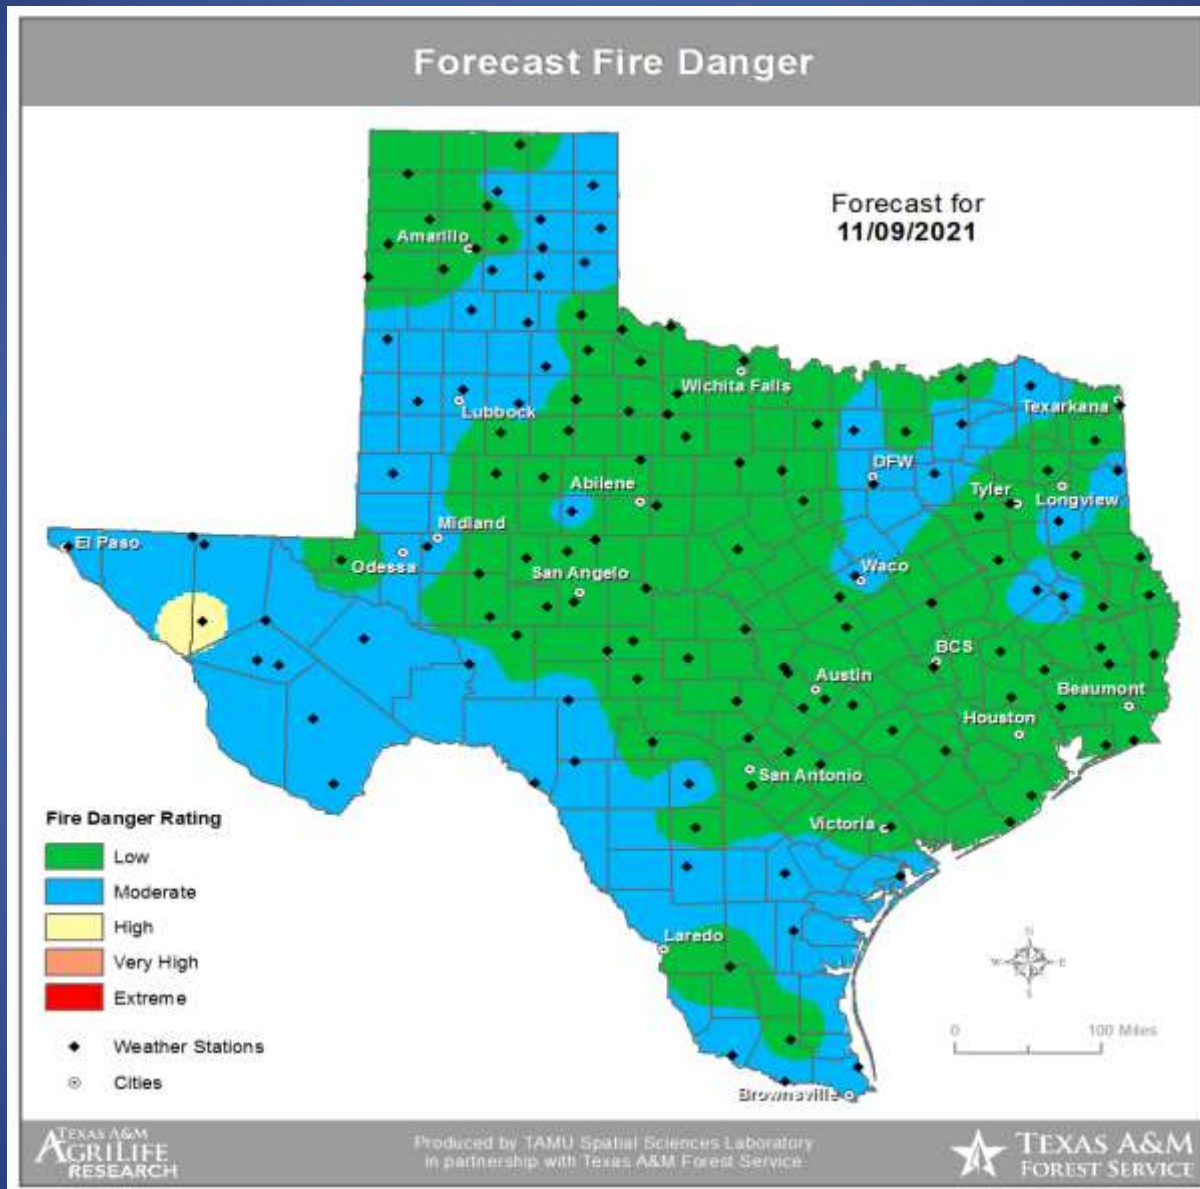 Forecast Fire Danger
Forecast for
11/09/2021
Amarillo
Wichita Falls
Lubbock
Texarkana
DFW
Abilene
Tyler
Longview
Midland
El Paso
Odessa
San Angelo
Waco
BCS
Austin
Beaumont
Houston
San Antonio
Victoria
Fire Danger Rating
Low
Moderate
High
Very High
Extreme
Laredo
N
W E
S
0 100 Miles
Weather Stations
Cities
Brownsville
TEXAS A&M
AGRILIFE
RESEARCH
Produced by TAMU Spatial Sciences Laboratory
in partnership with Texas A&M Forest Service
TEXAS A&M
FOREST SERVICE